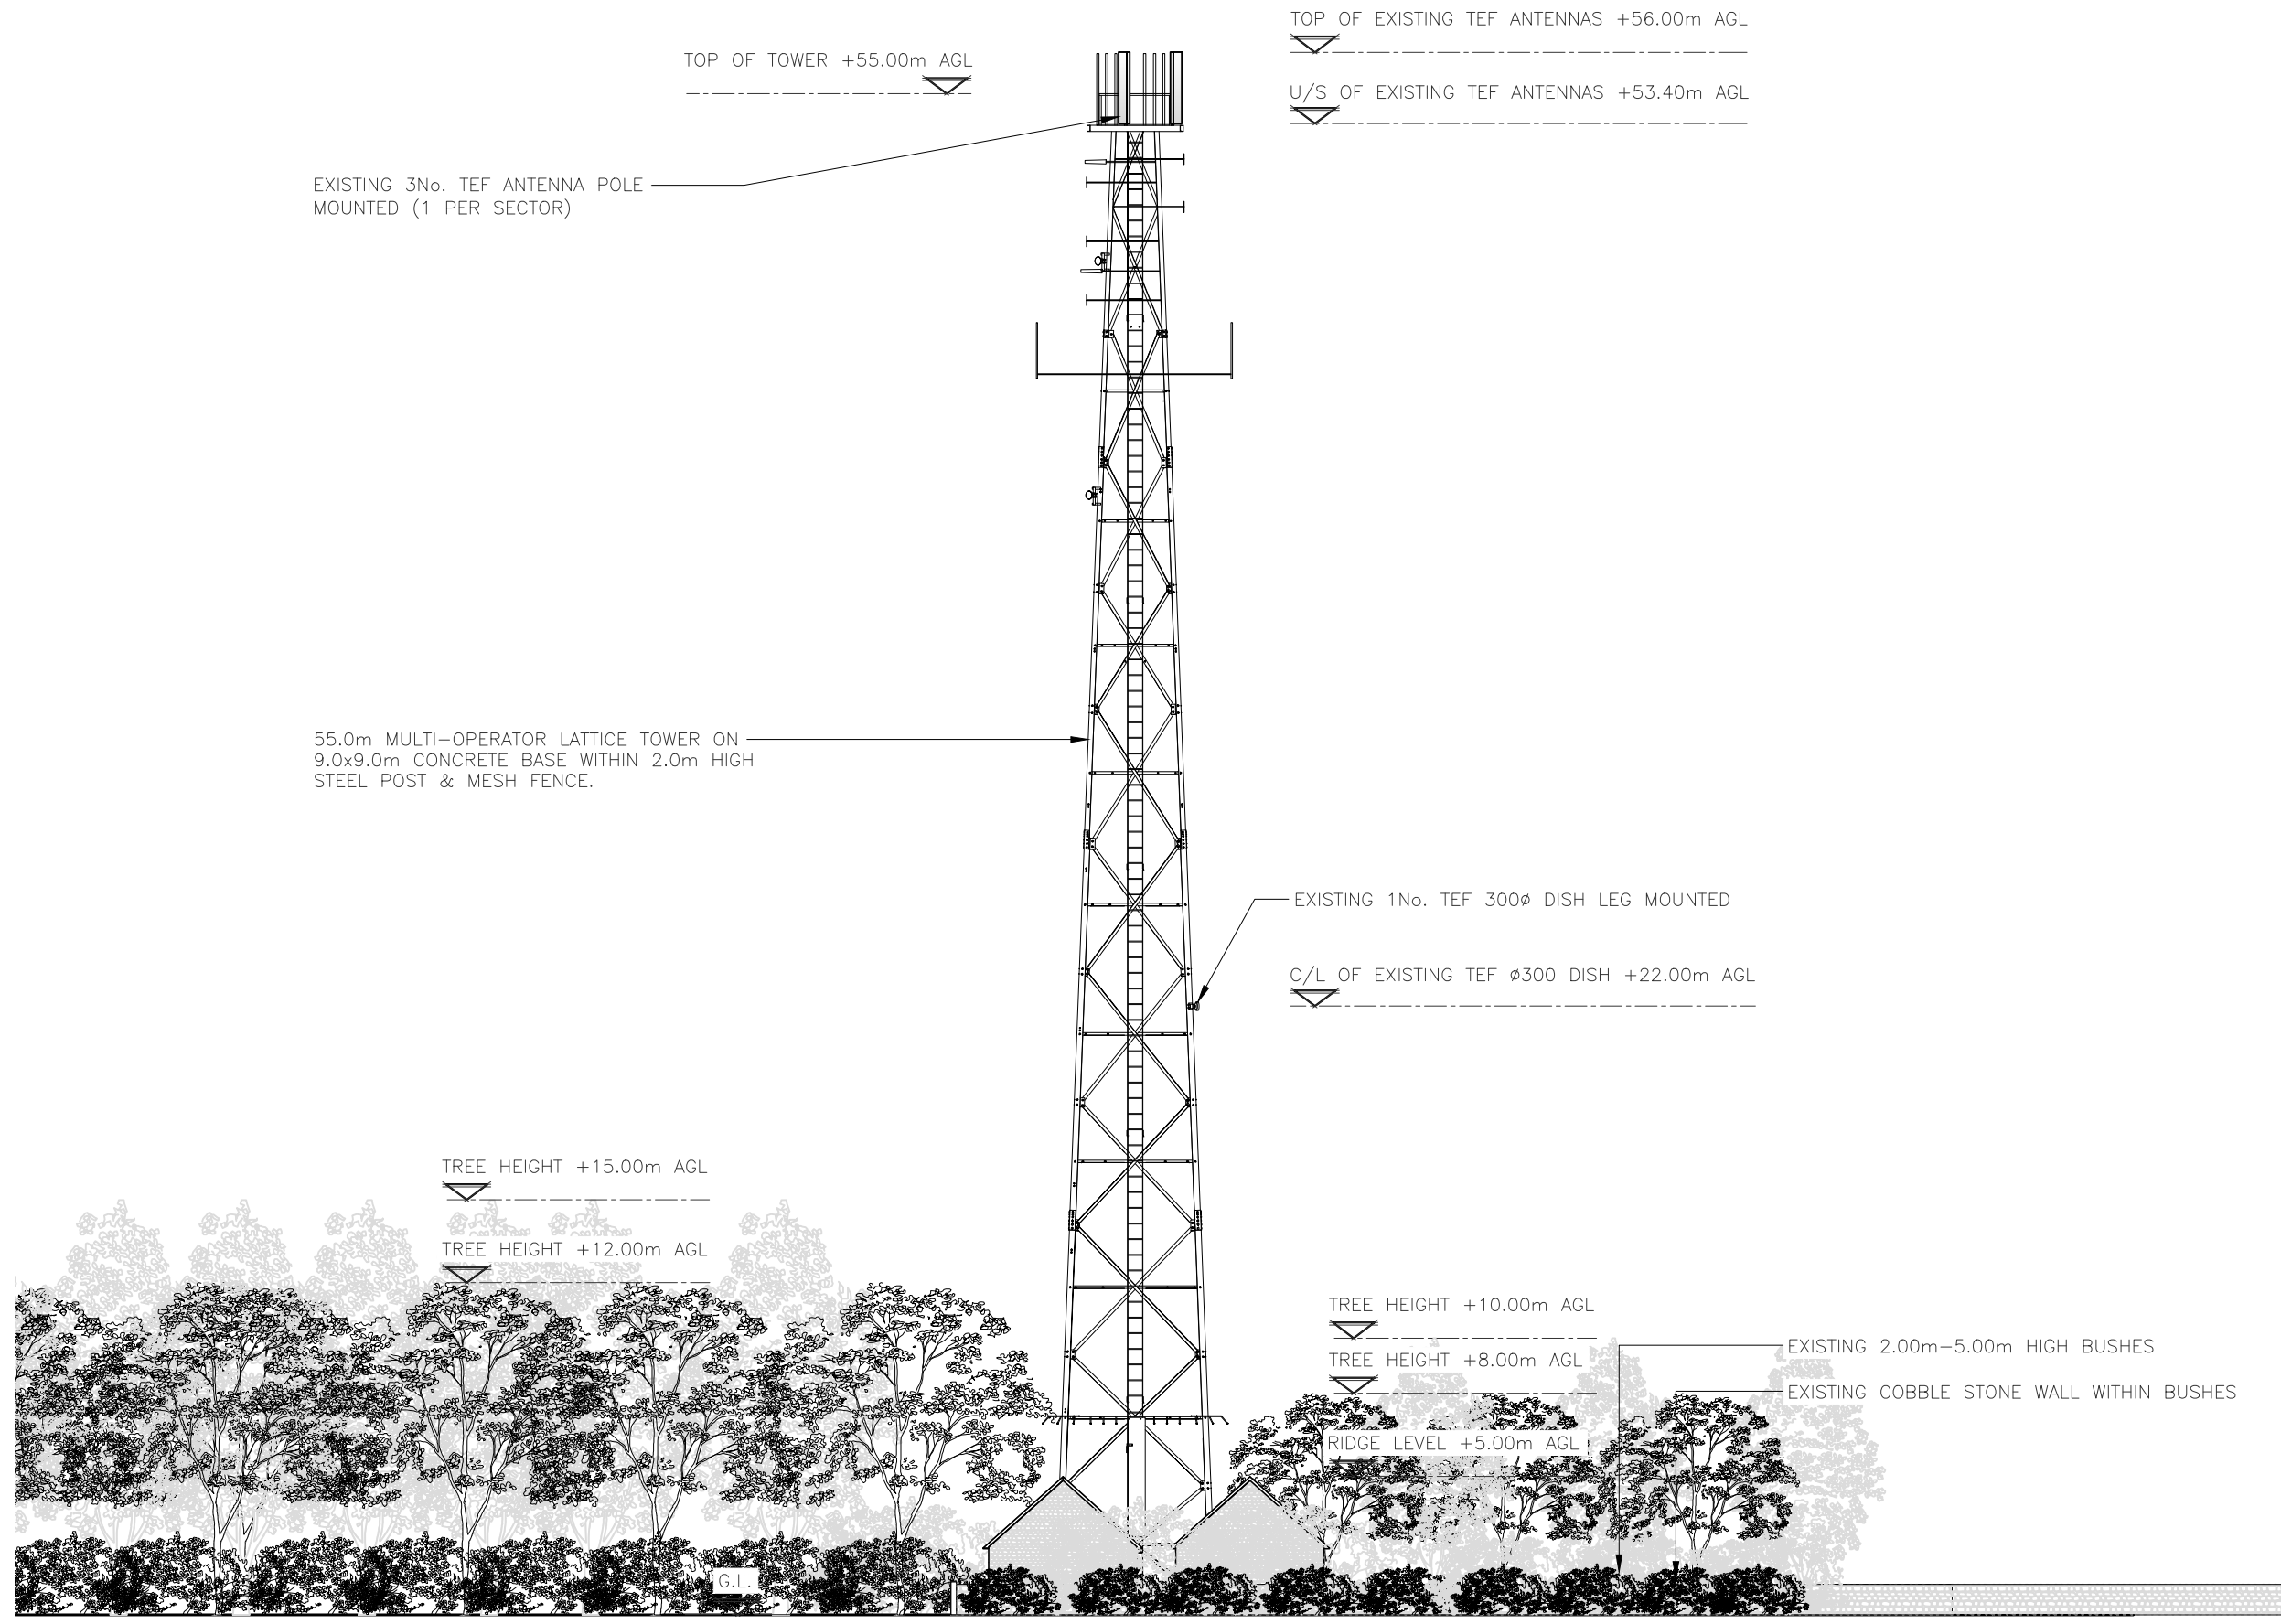 TOP OF EXISTING TEF ANTENNAS +56.00m AGL
TOP OF TOWER +55.00m AGL
U/S OF EXISTING TEF ANTENNAS +53.40m AGL
EXISTING 3No. TEF ANTENNA POLE
MOUNTED (1 PER SECTOR)
55.0m MULTI-OPERATOR LATTICE TOWER ON
9.0x9.0m CONCRETE BASE WITHIN 2.0m HIGH
STEEL POST & MESH FENCE.
EXISTING 1No. TEF 300ø DISH LEG MOUNTED
C/L OF EXISTING TEF ø300 DISH +22.00m AGL
TREE HEIGHT +15.00m AGL
TREE HEIGHT +12.00m AGL
TREE HEIGHT +10.00m AGL
EXISTING 2.00m-5.00m HIGH BUSHES
TREE HEIGHT +8.00m AGL
EXISTING COBBLE STONE WALL WITHIN BUSHES
RIDGE LEVEL +5.00m AGL
G.L.